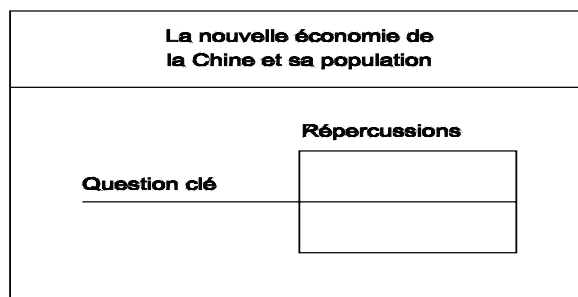 La nouvelle économie de
la Chine et sa population
Répercussions
Question clé